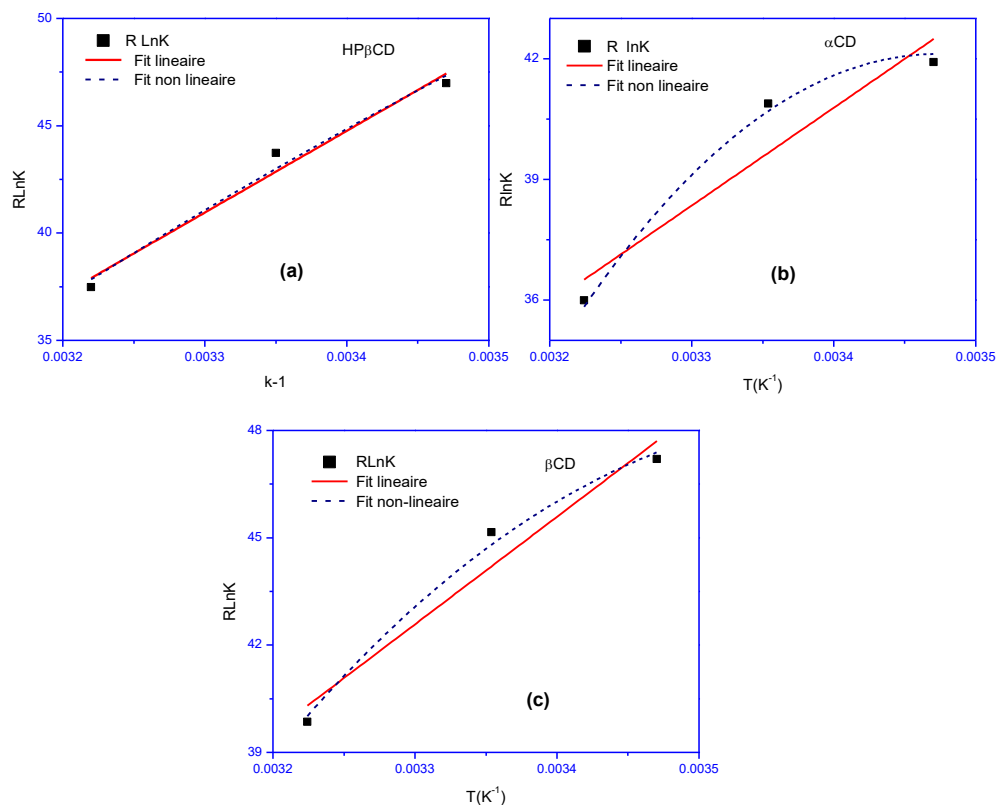 50
45
40
35
RLnK
R LnK
Fit lineaire
Fit non lineaire
HPβCD
(a)
0.0032
0.0033
0.0034
0.0035
k-1
42
39
36
RlnK
R lnK
Fit lineaire
Fit non lineaire
αCD
(b)
0.0032
0.0033
0.0034
0.0035
T(K⁻¹)
48
45
42
39
RLnK
RLnK
Fit lineaire
Fit non-lineaire
βCD
(c)
0.0032
0.0033
0.0034
0.0035
T(K⁻¹)